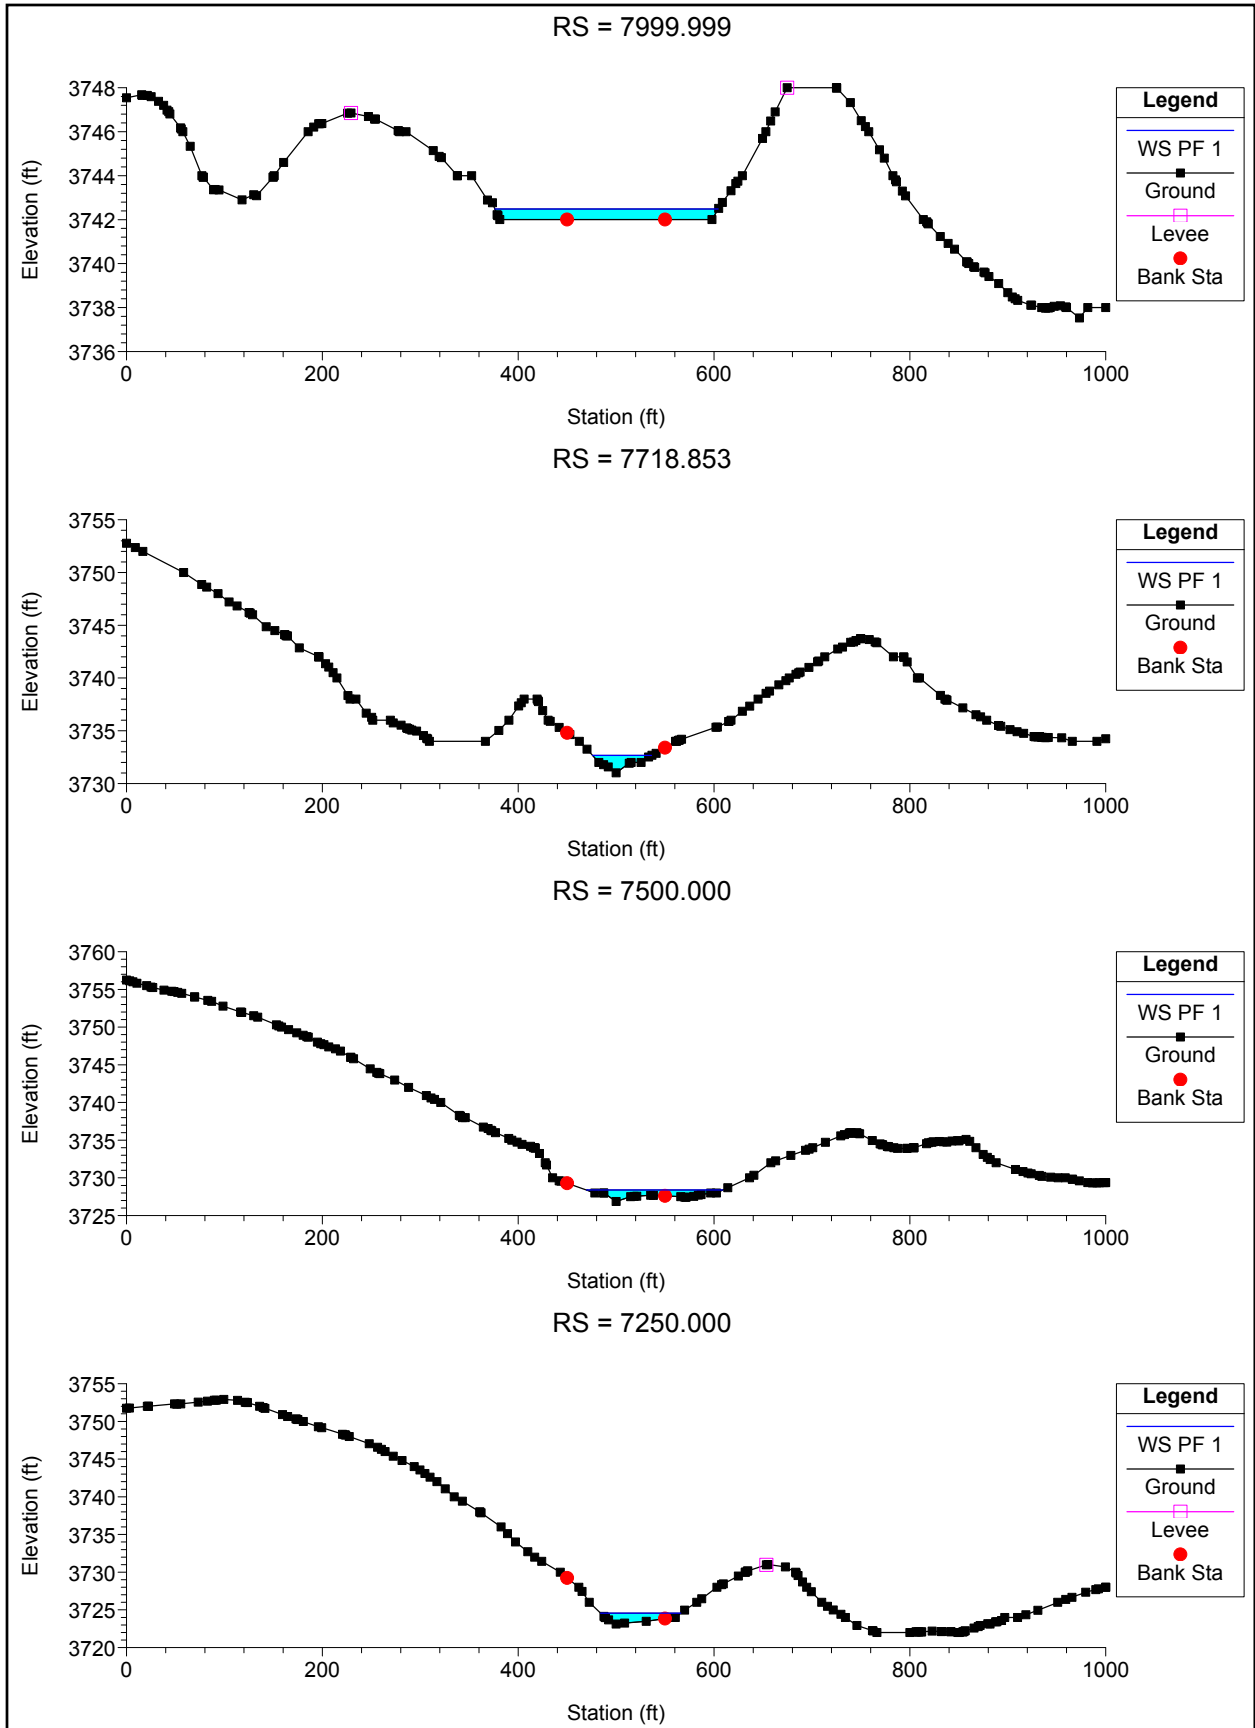 RS = 7999.999
Elevation (ft)
3748
3746
3744
3742
3740
3738
3736
0 200 400 600 800 1000
Station (ft)
Legend
WS PF 1
Ground
Levee
Bank Sta
RS = 7718.853
Elevation (ft)
3755
3750
3745
3740
3735
3730
0 200 400 600 800 1000
Station (ft)
Legend
WS PF 1
Ground
Bank Sta
RS = 7500.000
Elevation (ft)
3760
3755
3750
3745
3740
3735
3730
3725
0 200 400 600 800 1000
Station (ft)
Legend
WS PF 1
Ground
Bank Sta
RS = 7250.000
Elevation (ft)
3755
3750
3745
3740
3735
3730
3725
3720
0 200 400 600 800 1000
Station (ft)
Legend
WS PF 1
Ground
Levee
Bank Sta